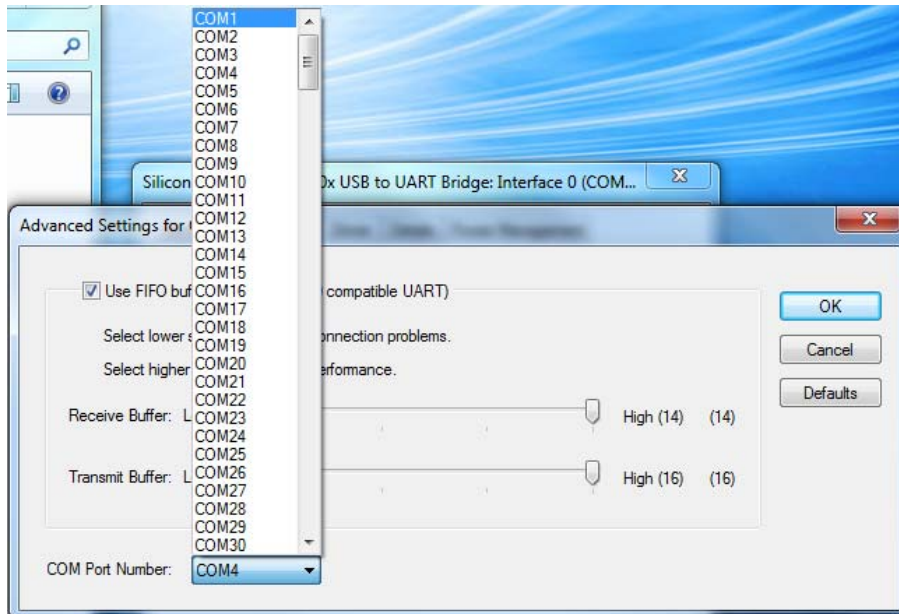 COM1
COM2
COM3
COM4
COM5
COM6
COM7
COM8
COM9
COM10
COM11
COM12
COM13
COM14
COM15
COM16
COM17
COM18
COM19
COM20
COM21
COM22
COM23
COM24
COM25
COM26
COM27
COM28
COM29
COM30
Silicon 0x USB to UART Bridge: Interface 0 (COM...
Advanced Settings for
Use FIFO buf compatible UART)
Select lower s connection problems.
Select higher performance.
Receive Buffer: L High (14) (14)
Transmit Buffer: L High (16) (16)
COM Port Number: COM4
OK
Cancel
Defaults